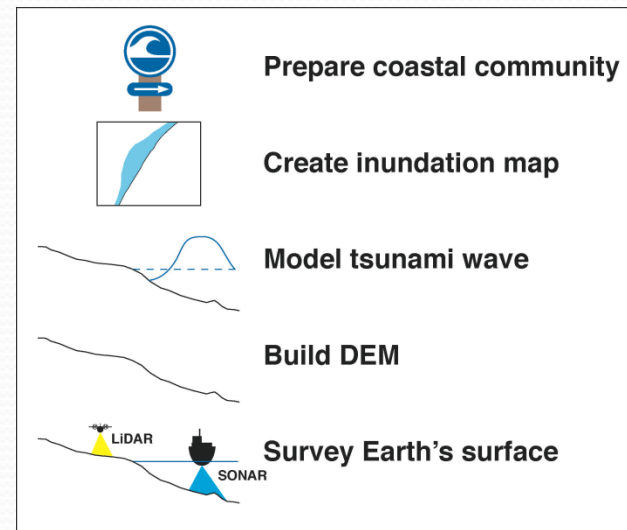 Prepare coastal community
Create inundation map
Model tsunami wave
Build DEM
LiDAR
Survey Earth's surface
SONAR